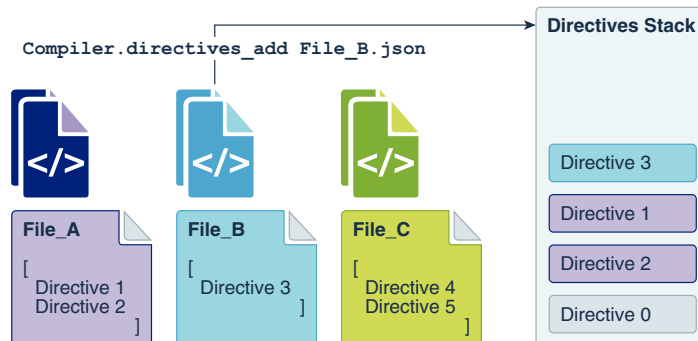 Compiler.directives_add File_B.json
</>
</>
</>
File_A
[
Directive 1
Directive 2
]
File_B
[
Directive 3
]
File_C
[
Directive 4
Directive 5
]
Directives Stack
Directive 3
Directive 1
Directive 2
Directive 0